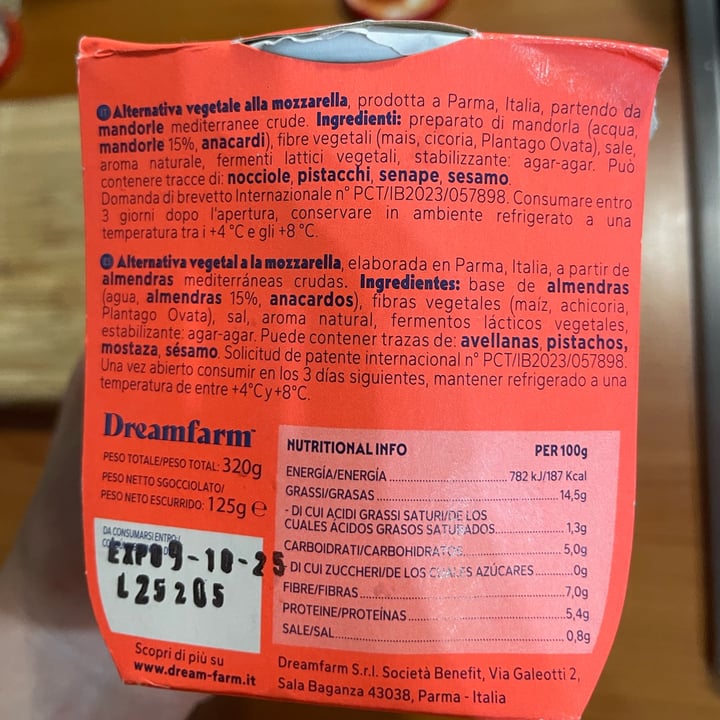 IT Alternativa vegetale alla mozzarella, prodotta a Parma, Italia, partendo da
mandorle mediterranee crude. Ingredienti: preparato di mandorla (acqua,
mandorle 15%, anacardi), fibre vegetali (mais, cicoria, Plantago Ovata), sale,
aroma naturale, fermenti lattici vegetali, stabilizzante: agar-agar. Può
contenere tracce di: nocciole, pistacchi, senape, sesamo.
Domanda di brevetto Internazionale n° PCT/IB2023/057898. Consumare entro
3 giorni dopo l'apertura, conservare in ambiente refrigerato a una
temperatura tra i +4 °C e gli +8 °C.
ES Alternativa vegetal a la mozzarella, elaborada en Parma, Italia, a partir de
almendras mediterráneas crudas. Ingredientes: base de almendras
(agua, almendras 15%, anacardos), fibras vegetales (maíz, achicoria,
Plantago Ovata), sal, aroma natural, fermentos lácticos vegetales,
estabilizante: agar-agar. Puede contener trazas de: avellanas, pistachos,
mostaza, sésamo. Solicitud de patente internacional n° PCT/IB2023/057898.
Una vez abierto consumir en los 3 días siguientes, mantener refrigerado a una
temperatura de entre +4°C y +8°C.
Dreamfarm™
PESO TOTALE/PESO TOTAL: 320g
PESO NETTO SGOCCIOLATO/
PESO NETO ESCURRIDO: 125g e
DA CONSUMARSI ENTRO:/
EXP09-10-25
L25205
Scopri di più su
www.dream-farm.it
NUTRITIONAL INFO PER 100g
ENERGÍA/ENERGÍA 782 kJ/187 Kcal
GRASSI/GRASAS 14,5g
- DI CUI ACIDI GRASSI SATURI/DE LOS
CUALES ÁCIDOS GRASOS SATURADOS 1,3g
CARBOIDRATI/CARBOHIDRATOS 5,0g
- DI CUI ZUCCHERI/DE LOS CUALES AZÚCARES 0g
FIBRE/FIBRAS 7,0g
PROTEINE/PROTEÍNAS 5,4g
SALE/SAL 0,8g
Dreamfarm S.r.l. Società Benefit, Via Galeotti 2,
Sala Baganza 43038, Parma - Italia